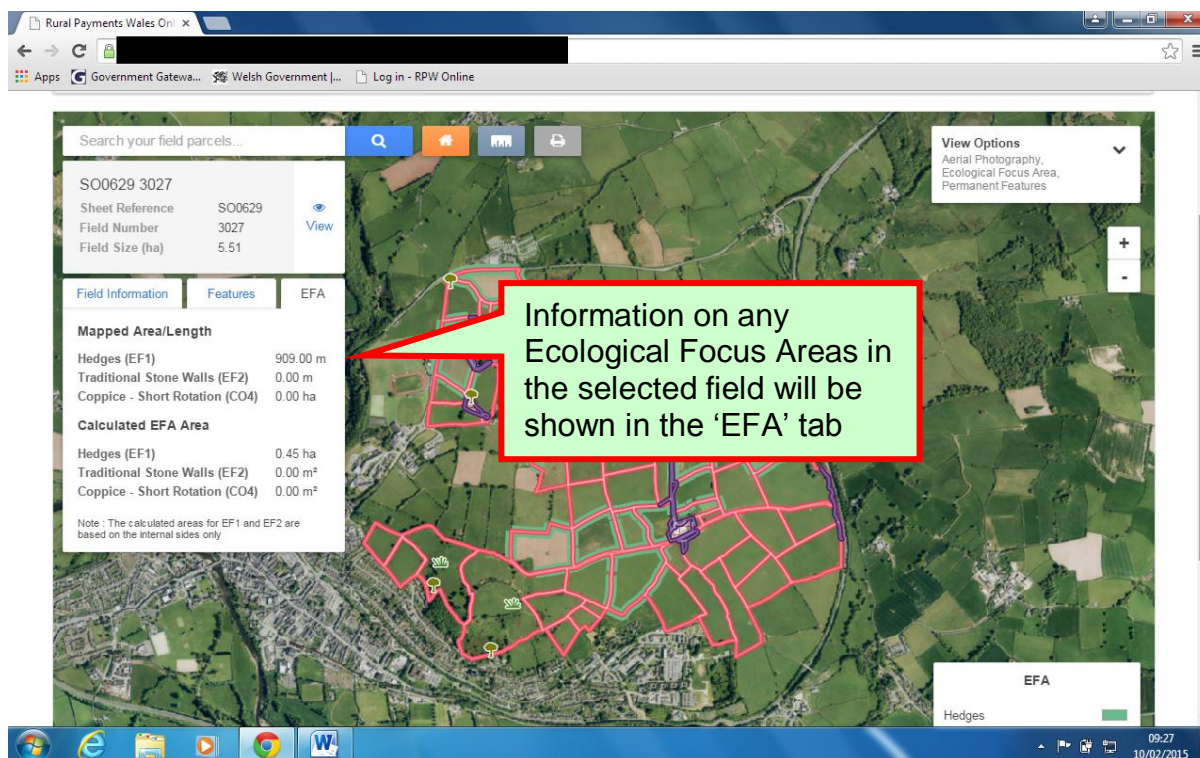 Rural Payments Wales Onl
Apps Government Gatewa... Welsh Government |... Log in - RPW Online
Search your field parcels...
SO0629 3027
Sheet Reference SO0629
Field Number 3027
Field Size (ha) 5.51
View
Field Information Features EFA
Mapped Area/Length
Hedges (EF1) 909.00 m
Traditional Stone Walls (EF2) 0.00 m
Coppice - Short Rotation (CO4) 0.00 ha
Calculated EFA Area
Hedges (EF1) 0.45 ha
Traditional Stone Walls (EF2) 0.00 m²
Coppice - Short Rotation (CO4) 0.00 m²
Note : The calculated areas for EF1 and EF2 are
based on the internal sides only
View Options
Aerial Photography,
Ecological Focus Area,
Permanent Features
+
-
Information on any
Ecological Focus Areas in
the selected field will be
shown in the ‘EFA’ tab
EFA
Hedges
09:27
10/02/2015